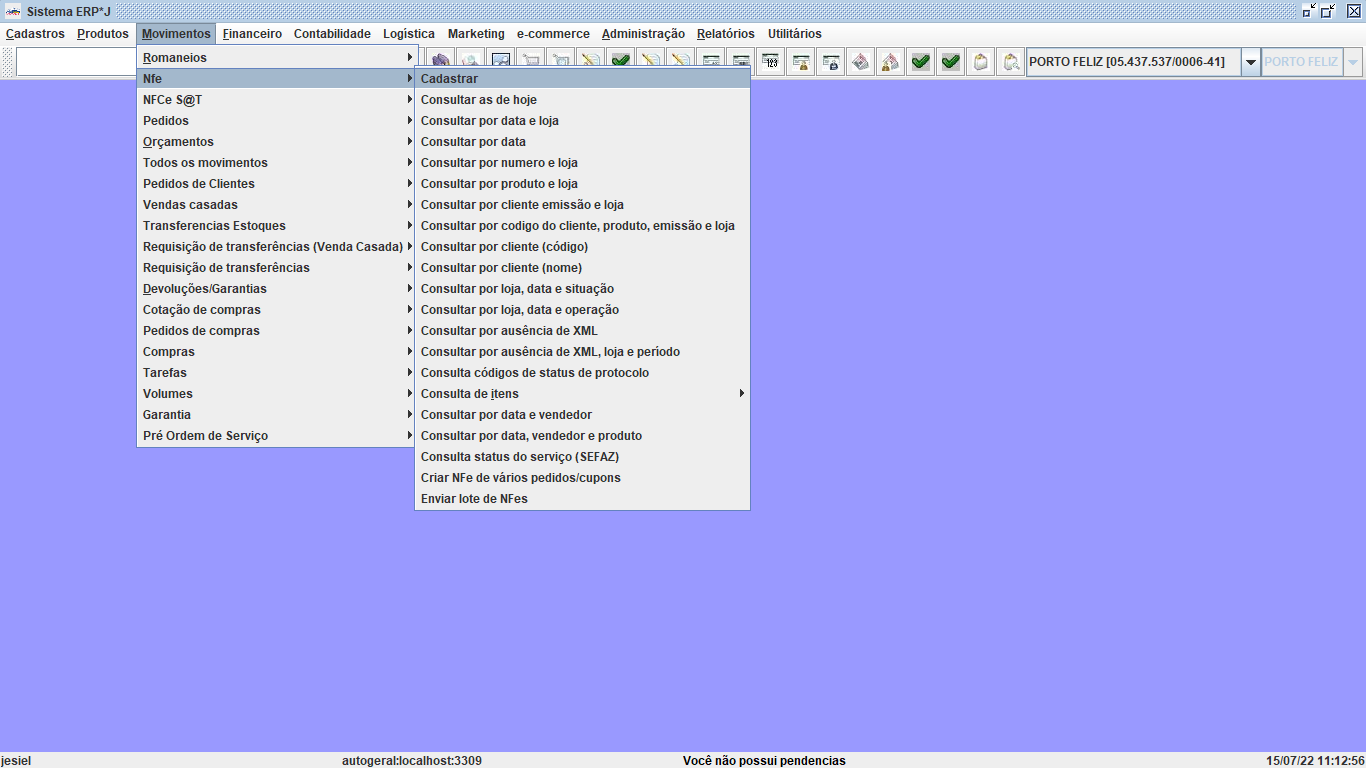 Sistema ERP*J
Cadastros Produtos Movimentos Financeiro Contabilidade Logística Marketing e-commerce Administração Relatórios Utilitários
PORTO FELIZ [05.437.537/0006-41] PORTO FELIZ
123
Romaneios
Nfe
NFCe S@T
Pedidos
Orçamentos
Todos os movimentos
Pedidos de Clientes
Vendas casadas
Transferencias Estoques
Requisição de transferências (Venda Casada)
Requisição de transferências
Devoluções/Garantias
Cotação de compras
Pedidos de compras
Compras
Tarefas
Volumes
Garantia
Pré Ordem de Serviço
Cadastrar
Consultar as de hoje
Consultar por data e loja
Consultar por data
Consultar por numero e loja
Consultar por produto e loja
Consultar por cliente emissão e loja
Consultar por codigo do cliente, produto, emissão e loja
Consultar por cliente (código)
Consultar por cliente (nome)
Consultar por loja, data e situação
Consultar por loja, data e operação
Consultar por ausência de XML
Consultar por ausência de XML, loja e período
Consulta códigos de status de protocolo
Consulta de itens
Consultar por data e vendedor
Consultar por data, vendedor e produto
Consulta status do serviço (SEFAZ)
Criar NFe de vários pedidos/cupons
Enviar lote de NFes
jesiel autogeral:localhost:3309 Você não possui pendencias 15/07/22 11:12:56